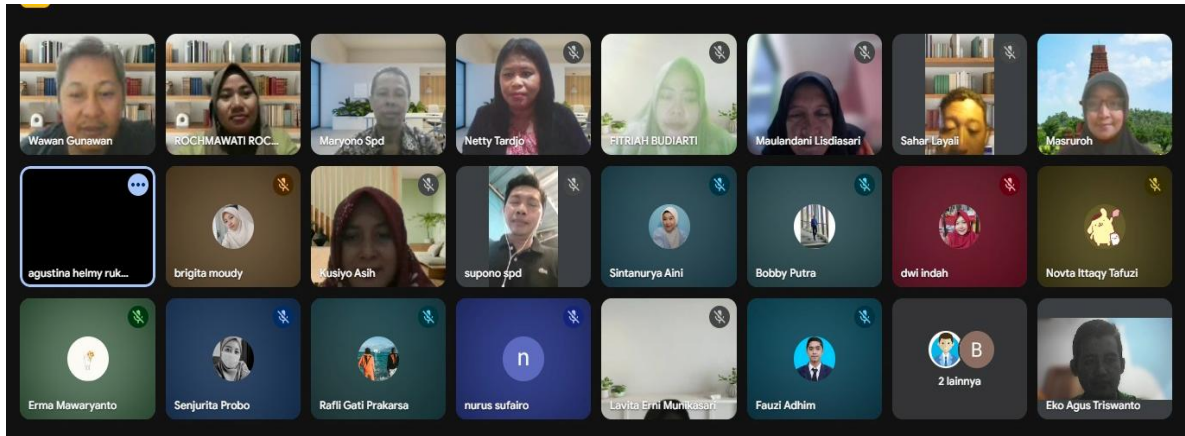 Wawan Gunawan
ROCHMAWATI ROC...
Maryono Spd
Netty Tardjo
FITRIAH BUDIARTI
Maulandani Lisdiasari
Sahar Layali
Masruroh
agustina helmy ruk...
brigita moudy
Kusiyo Asih
supono spd
Sintanurya Aini
Bobby Putra
dwi indah
Novta Ittaqy Tafuzi
Erma Mawaryanto
Senjurita Probo
Rafli Gati Prakarsa
n
nurus sufairo
Lavita Erni Munikasari
Fauzi Adhim
B
2 lainnya
Eko Agus Triswanto